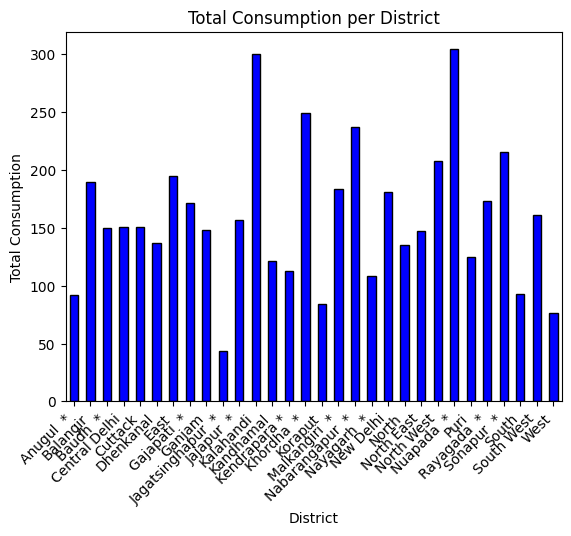 Total Consumption per District
Total Consumption
300
250
200
150
100
50
0
Anugul *
Balangir
Baudh *
Central Delhi
Cuttack
Dhenkanal
East
Gajapati *
Ganjam
Jagatsinghapur *
Jajapur *
Kalahandi
Kandhamal
Kendrapara *
Khordha *
Koraput
Malkangiri *
Nabarangapur *
Nayagarh *
New Delhi
North
North East
North West
Nuapada *
Puri
Rayagada *
Sonapur *
South
South West
West
District